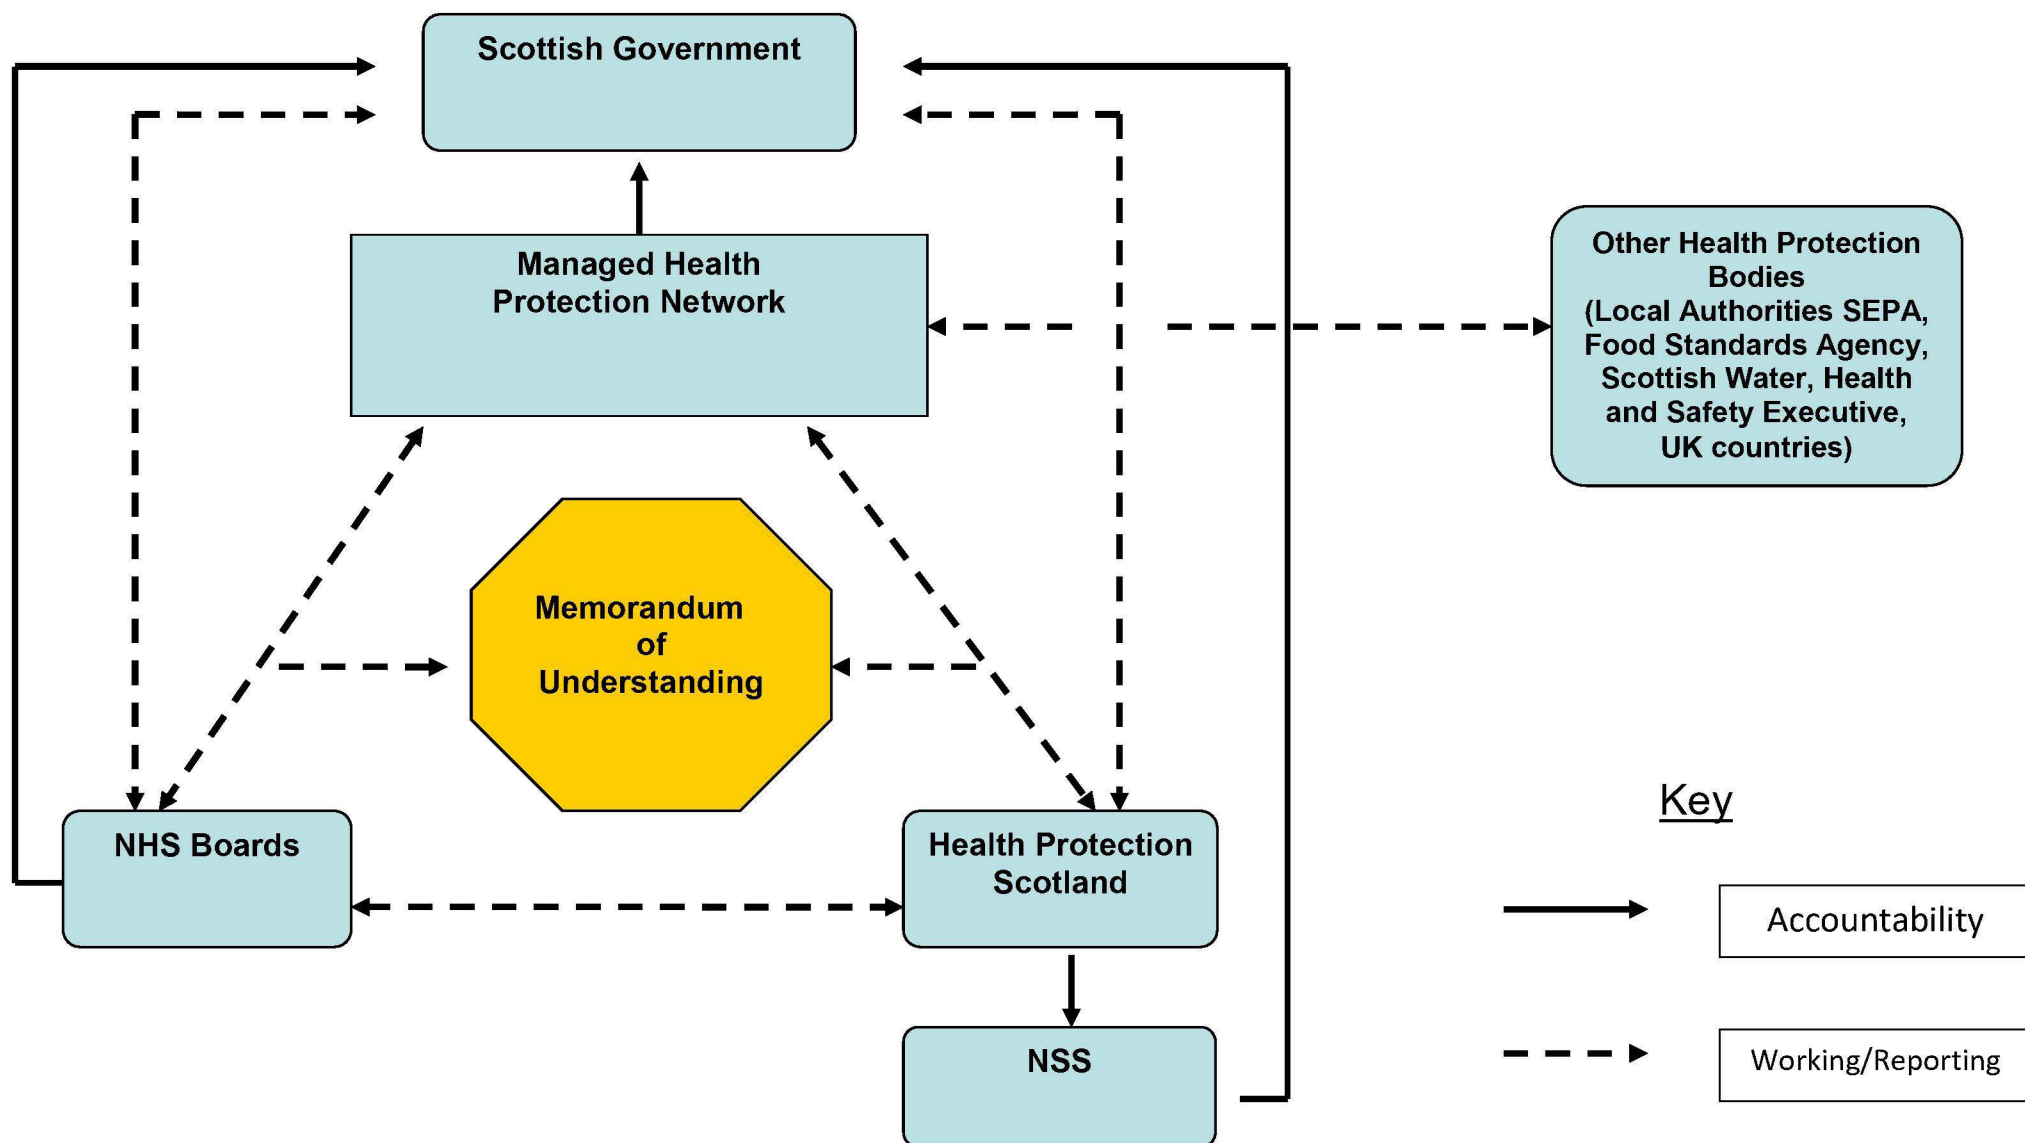 Scottish Government
Managed Health
Protection Network
Other Health Protection
Bodies
(Local Authorities SEPA,
Food Standards Agency,
Scottish Water, Health
and Safety Executive,
UK countries)
Memorandum
of
Understanding
NHS Boards
Health Protection
Scotland
NSS
Key
Accountability
Working/Reporting